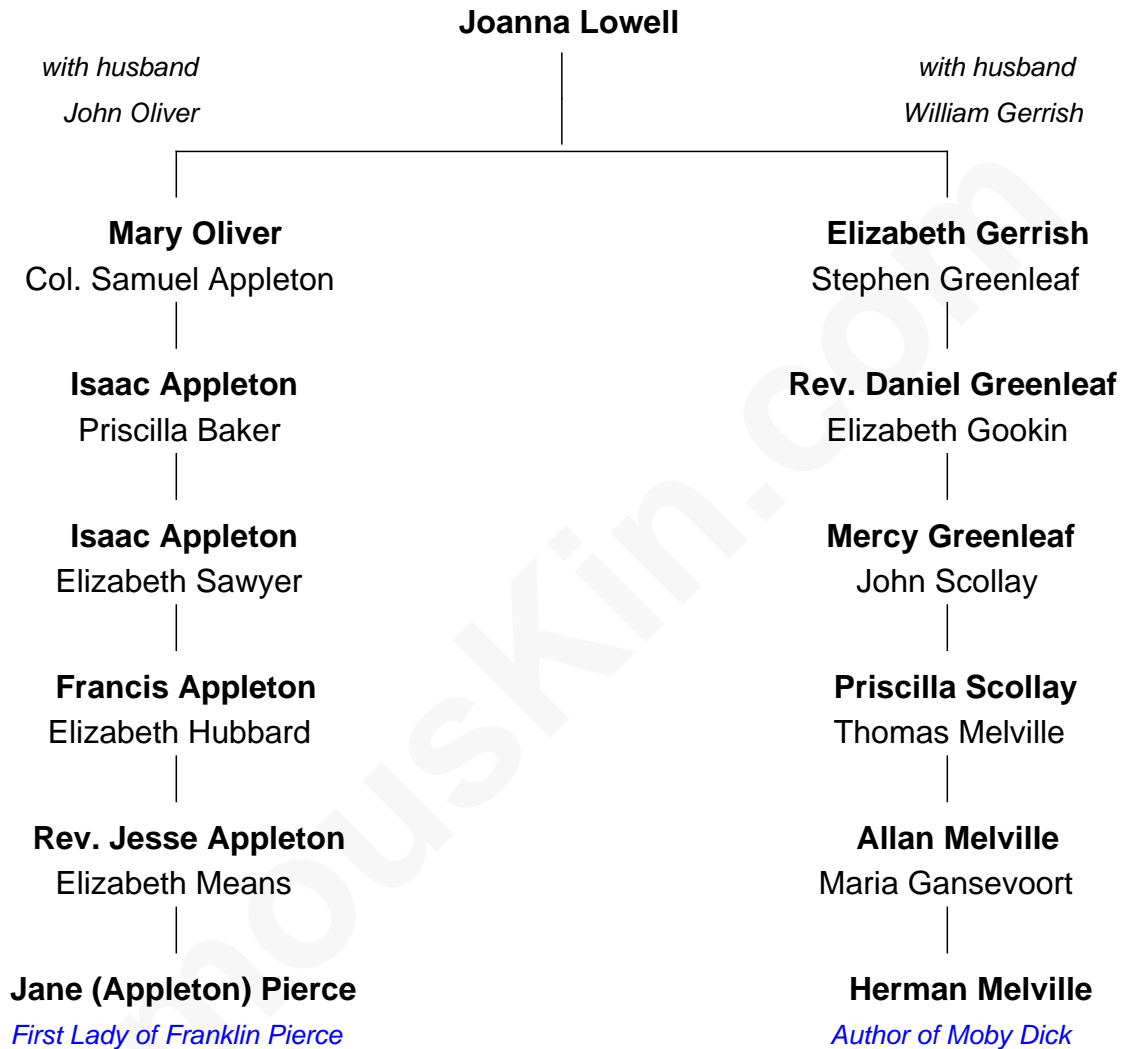 Joanna Lowell
with husband
John Oliver
with husband
William Gerrish
Mary Oliver
Col. Samuel Appleton
Elizabeth Gerrish
Stephen Greenleaf
Isaac Appleton
Priscilla Baker
Rev. Daniel Greenleaf
Elizabeth Gookin
Isaac Appleton
Elizabeth Sawyer
Mercy Greenleaf
John Scollay
Francis Appleton
Elizabeth Hubbard
Priscilla Scollay
Thomas Melville
Rev. Jesse Appleton
Elizabeth Means
Allan Melville
Maria Gansevoort
Jane (Appleton) Pierce
First Lady of Franklin Pierce
Herman Melville
Author of Moby Dick
mousKin.com